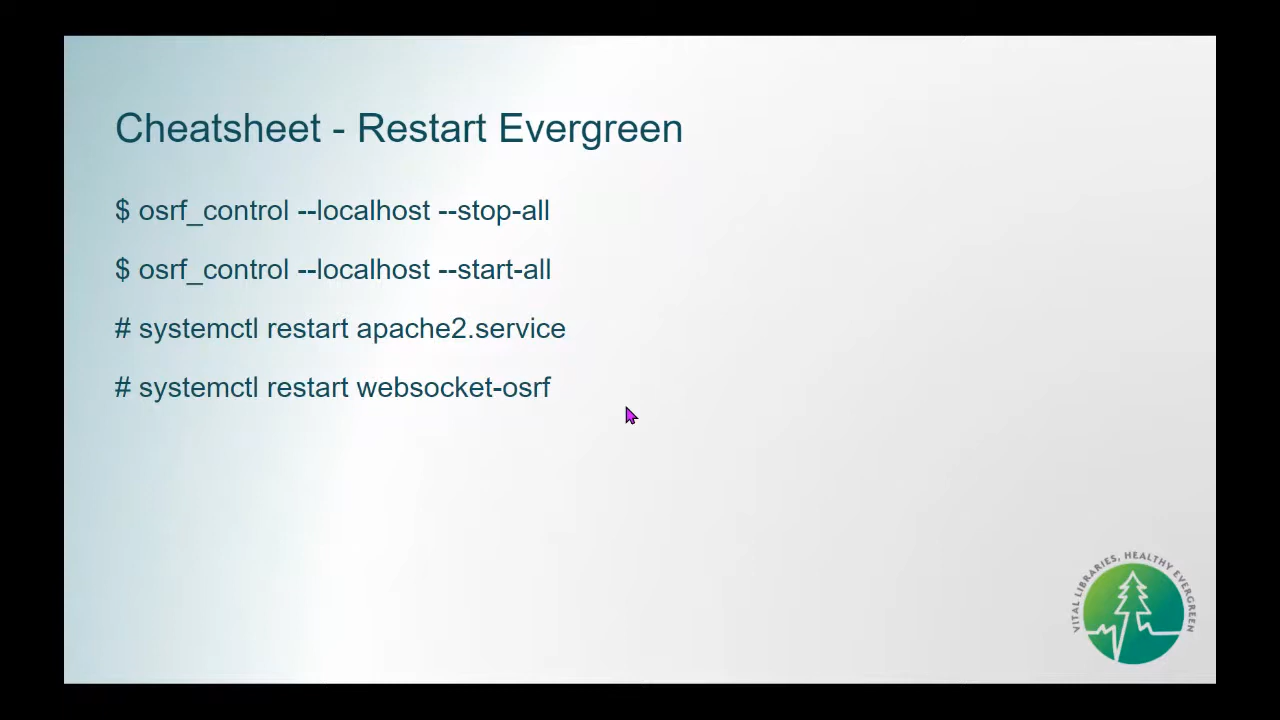 Cheatsheet - Restart Evergreen
$ osrf_control --localhost --stop-all
$ osrf_control --localhost --start-all
# systemctl restart apache2.service
# systemctl restart websocket-osrf
VITAL LIBRARIES, HEALTHY EVERGREEN